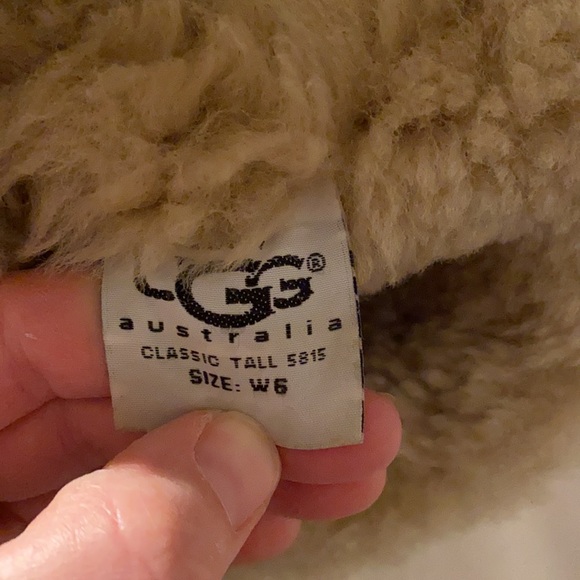 UGG®
australia
CLASSIC TALL 5815
SIZE: W6